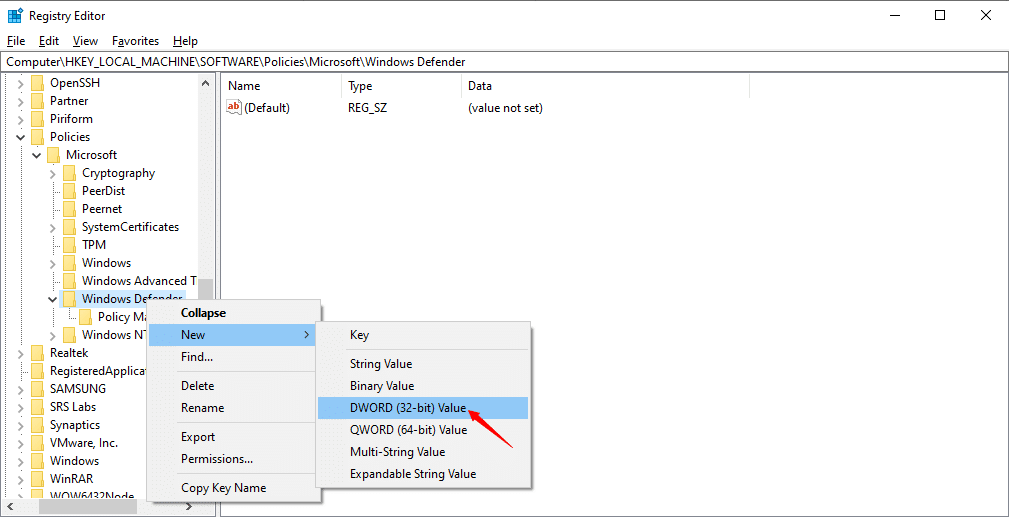 Registry Editor
File Edit View Favorites Help
Computer\HKEY_LOCAL_MACHINE\SOFTWARE\Policies\Microsoft\Windows Defender
OpenSSH
Partner
Piriform
Policies
Microsoft
Cryptography
PeerDist
Peernet
SystemCertificates
TPM
Windows
Windows Advanced T
Windows Defender
Policy Ma
Windows NT
Realtek
RegisteredApplica
SAMSUNG
SRS Labs
Synaptics
VMware, Inc.
Windows
WinRAR
WOW6432Node
Name Type Data
ab (Default) REG_SZ (value not set)
Collapse
New
Find...
Delete
Rename
Export
Permissions...
Copy Key Name
Key
String Value
Binary Value
DWORD (32-bit) Value
QWORD (64-bit) Value
Multi-String Value
Expandable String Value